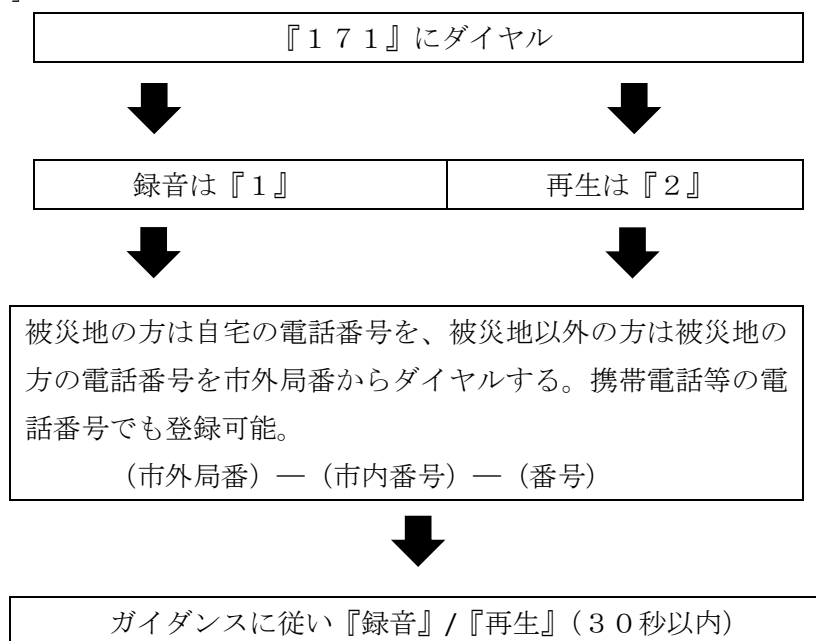 』
『１７１』にダイヤル
録音は『１』
再生は『２』
被災地の方は自宅の電話番号を、被災地以外の方は被災地の
方の電話番号を市外局番からダイヤルする。携帯電話等の電
話番号でも登録可能。
（市外局番）―（市内番号）―（番号）
ガイダンスに従い『録音』/『再生』（３０秒以内）